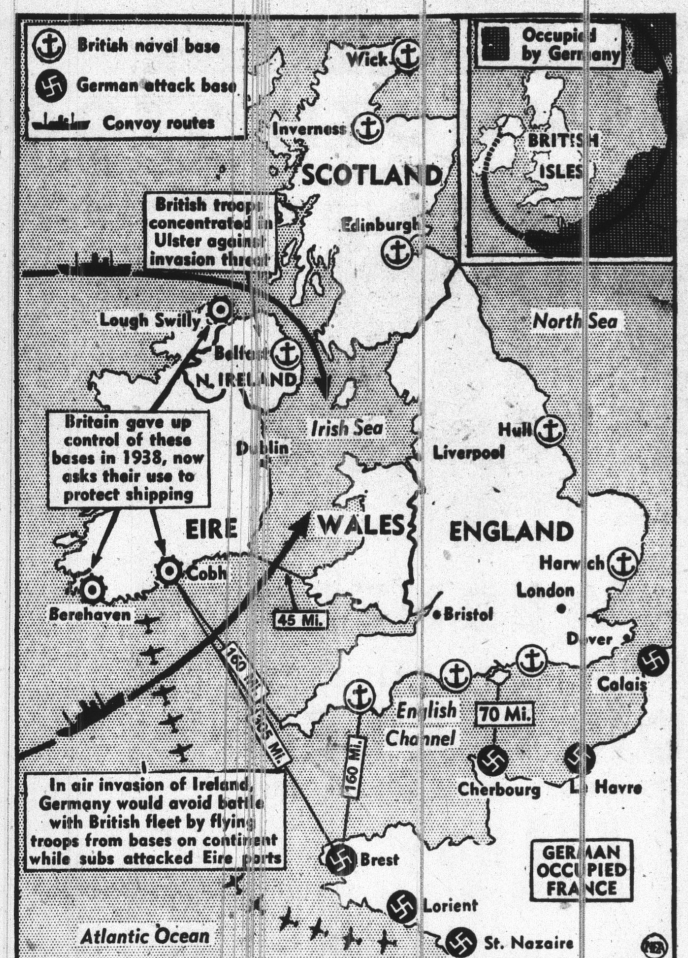 British naval base
German attack base
Convoy routes
Occupied
by Germany
BRITISH
ISLES
Wick
Inverness
SCOTLAND
British troops
concentrated in
Ulster against
invasion threat
Edinburgh
North Sea
Lough Swilly
Belfast
N. IRELAND
Irish Sea
Britain gave up
control of these
bases in 1938, now
asks their use to
protect shipping
Dublin
Hull
Liverpool
EIRE
WALES
ENGLAND
Harwich
London
Cobh
Berehaven
45 Mi.
Bristol
Dover
Calais
160 Mi.
English
Channel
70 Mi.
160 Mi.
Cherbourg
Le Havre
In air invasion of Ireland,
Germany would avoid battle
with British fleet by flying
troops from bases on continent
while subs attacked Eire ports
Brest
GERMAN
OCCUPIED
FRANCE
Lorient
Atlantic Ocean
St. Nazaire
NEA